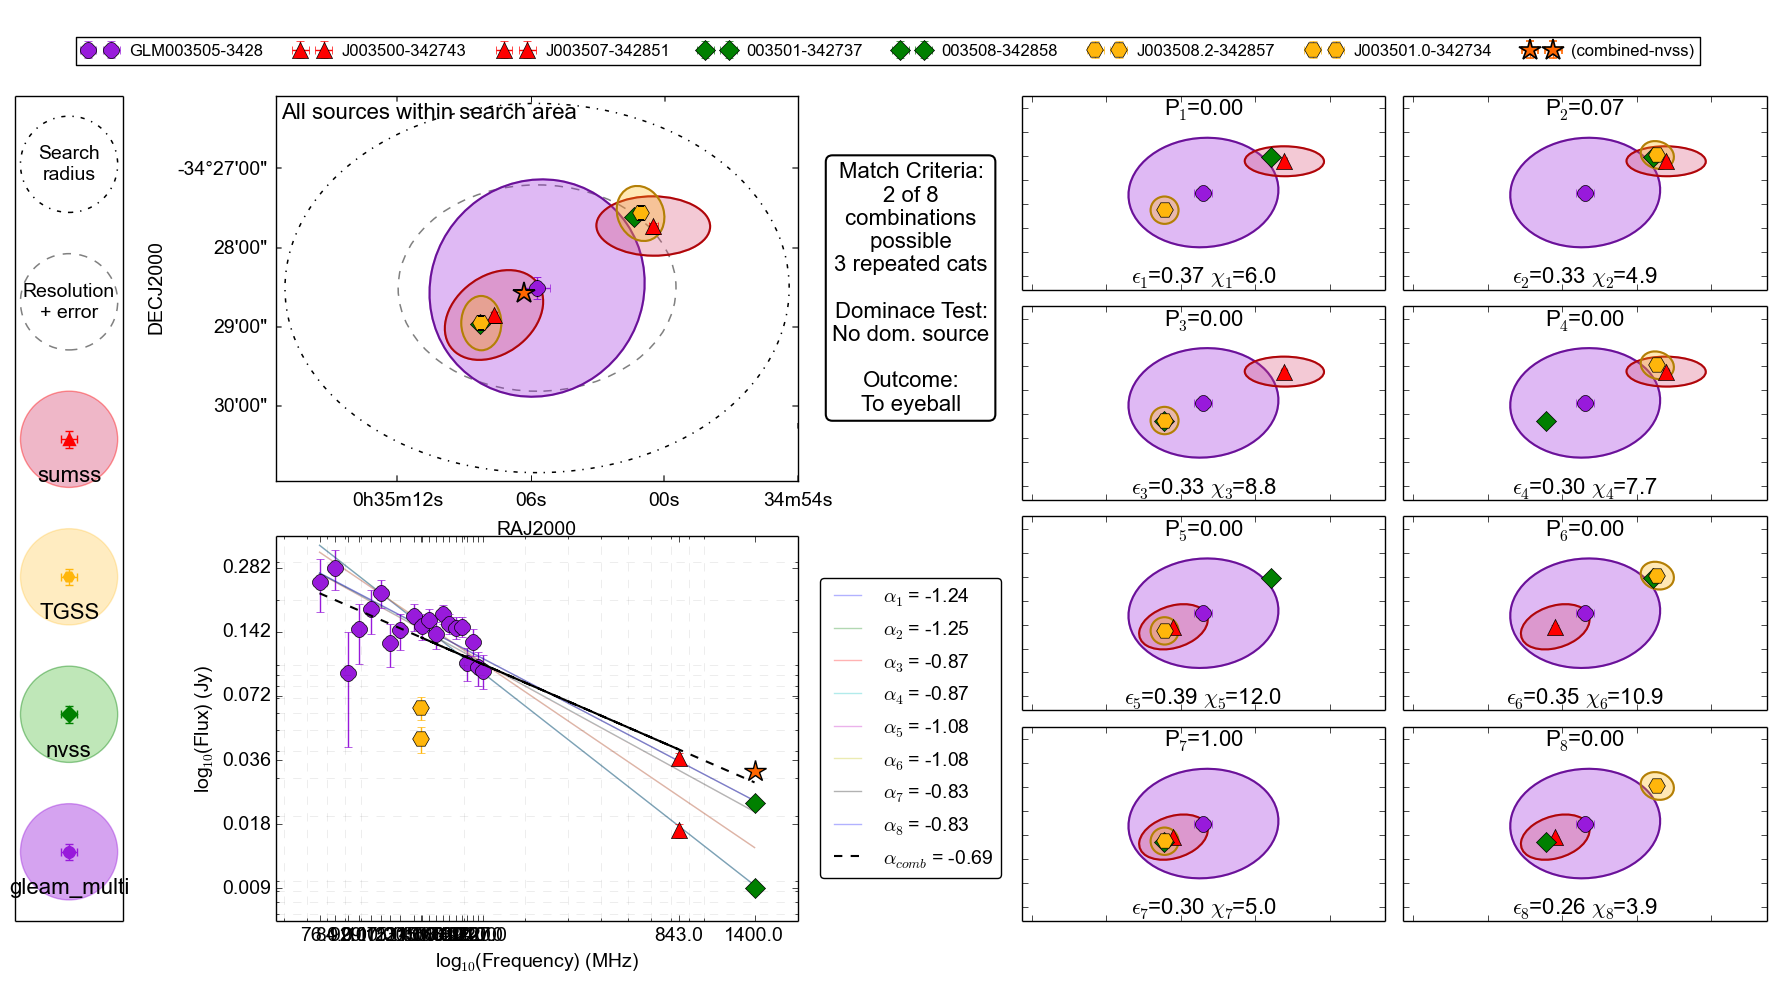 GLM003505-3428 J003500-342743 J003507-342851 003501-342737 003508-342858 J003508.2-342857 J003501.0-342734 (combined-nvss)
Search
radius
Resolution
+ error
sumss
TGSS
nvss
gleam_multi
All sources within search area
DECJ2000
-34°27'00"
28'00"
29'00"
30'00"
0h35m12s 06s 00s 34m54s
RAJ2000
Match Criteria:
2 of 8
combinations
possible
3 repeated cats
Dominace Test:
No dom. source
Outcome:
To eyeball
log10(Flux) (Jy)
0.282
0.142
0.072
0.036
0.018
0.009
843.0 1400.0
log10(Frequency) (MHz)
α1 = -1.24
α2 = -1.25
α3 = -0.87
α4 = -0.87
α5 = -1.08
α6 = -1.08
α7 = -0.83
α8 = -0.83
αcomb = -0.69
P1=0.00
ϵ1=0.37 χ1=6.0
P2=0.07
ϵ2=0.33 χ2=4.9
P3=0.00
ϵ3=0.33 χ3=8.8
P4=0.00
ϵ4=0.30 χ4=7.7
P5=0.00
ϵ5=0.39 χ5=12.0
P6=0.00
ϵ6=0.35 χ6=10.9
P7=1.00
ϵ7=0.30 χ7=5.0
P8=0.00
ϵ8=0.26 χ8=3.9